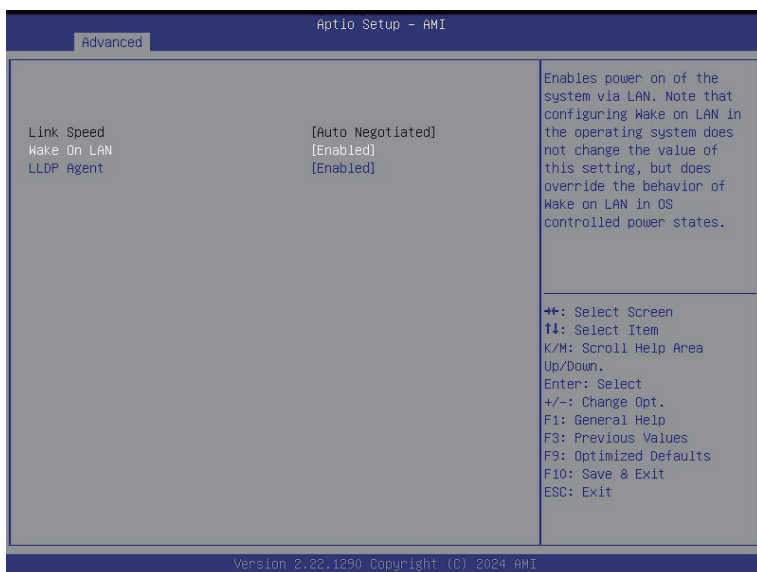 Aptio Setup – AMI
Advanced
Link Speed [Auto Negotiated]
Wake On LAN [Enabled]
LLDP Agent [Enabled]
Enables power on of the
system via LAN. Note that
configuring Wake on LAN in
the operating system does
not change the value of
this setting, but does
override the behavior of
Wake on LAN in OS
controlled power states.
→←: Select Screen
↑↓: Select Item
K/M: Scroll Help Area
Up/Down.
Enter: Select
+/-: Change Opt.
F1: General Help
F3: Previous Values
F9: Optimized Defaults
F10: Save & Exit
ESC: Exit
Version 2.22.1290 Copyright (C) 2024 AMI